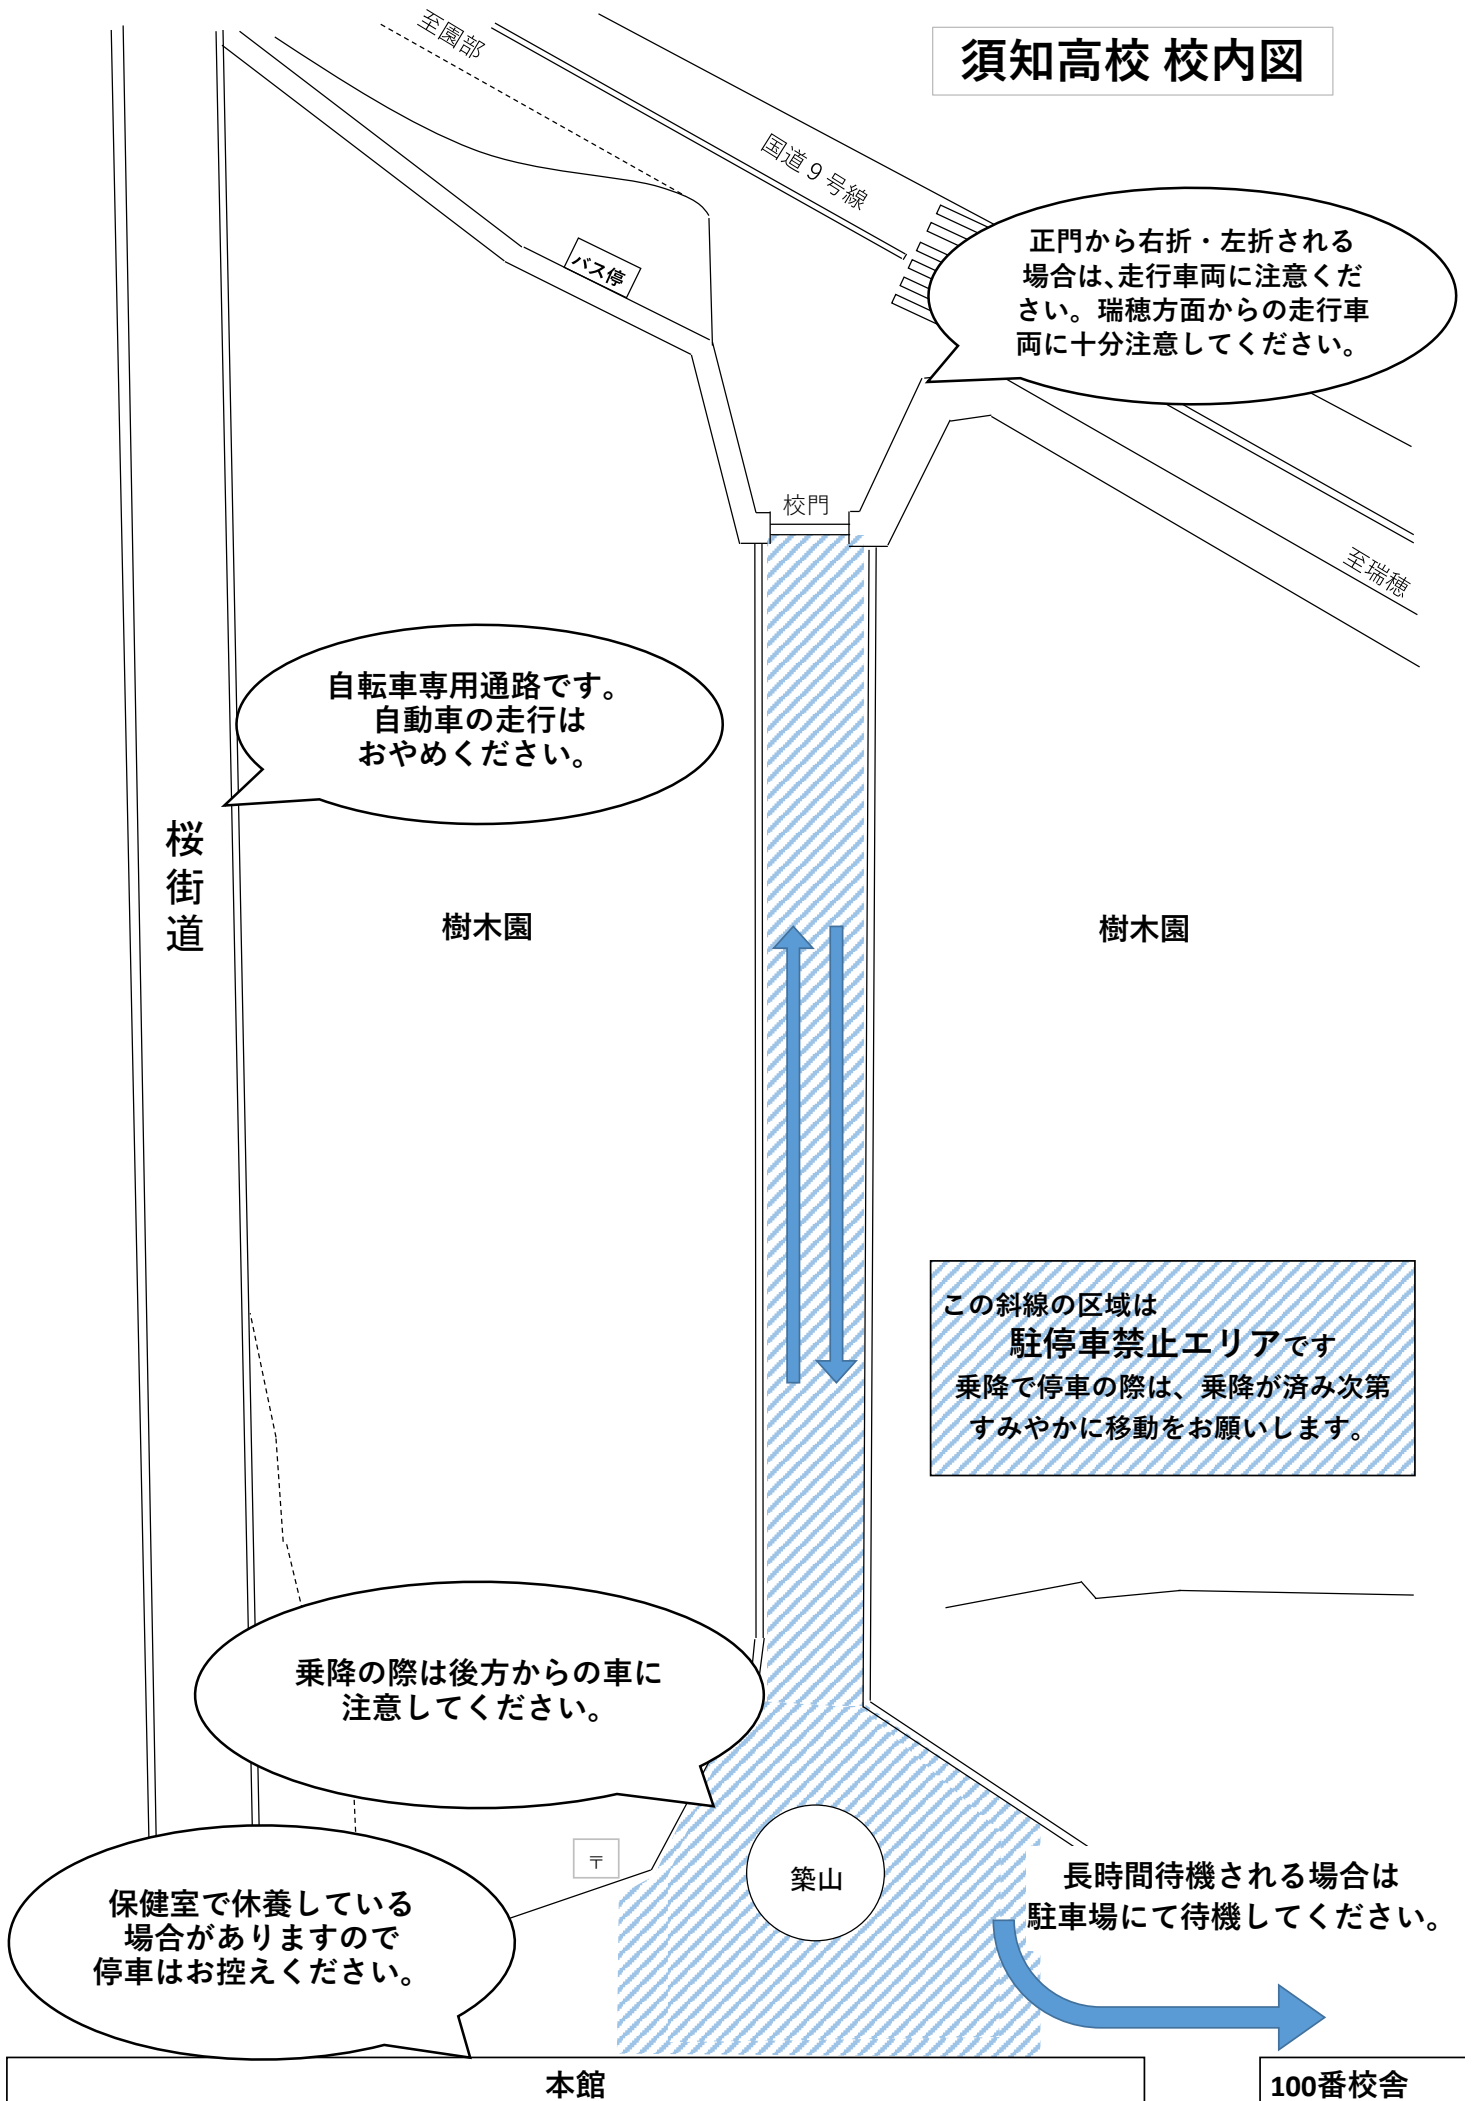 至園部
須知高校 校内図
国道９号線
バス停
正門から右折・左折される
場合は、走行車両に注意くだ
さい。瑞穂方面からの走行車
両に十分注意してください。
校門
至瑞穂
自転車専用通路です。
自動車の走行は
おやめください。
桜街道
樹木園
樹木園
この斜線の区域は
駐停車禁止エリアです
乗降で停車の際は、乗降が済み次第
すみやかに移動をお願いします。
乗降の際は後方からの車に
注意してください。
〒
築山
長時間待機される場合は
駐車場にて待機してください。
保健室で休養している
場合がありますので
停車はお控えください。
本館
100番校舎